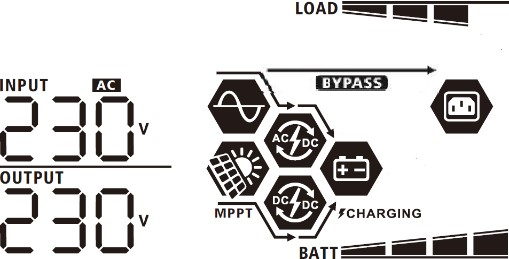 LOAD
INPUT AC
230 V
BYPASS
AC DC
OUTPUT
230 V
DC DC
MPPT
CHARGING
BATT